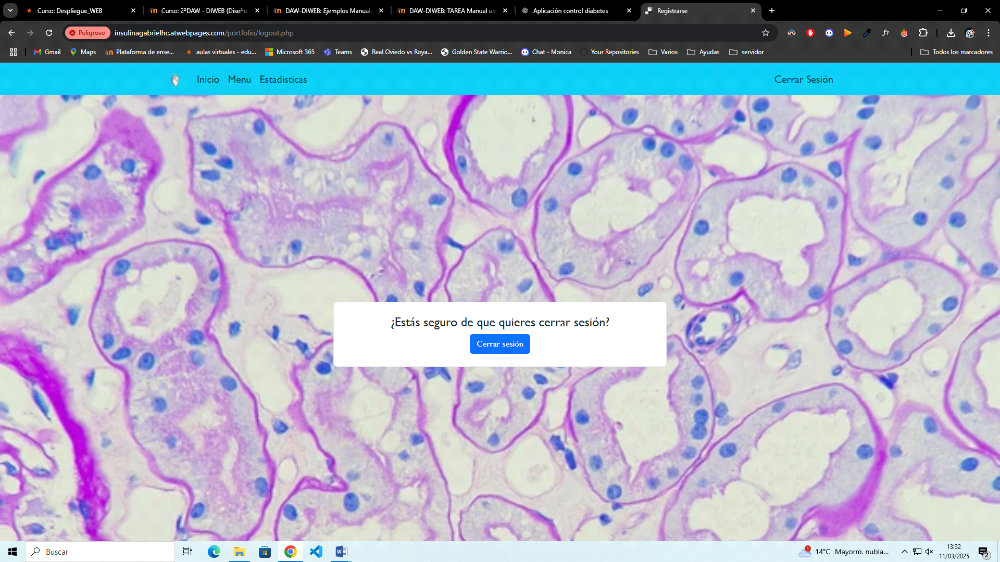 Curso: Despliegue_WEB
Curso: 2ºDAW - DIWEB (Diseño
DAW-DIWEB: Ejemplos Manuale
DAW-DIWEB: TAREA Manual us
Aplicación control diabetes
Registrarse
Peligroso
insulinagabrielhc.atwebpages.com/portfolio/logout.php
Gmail
Maps
Plataforma de ense...
aulas virtuales - edu...
Microsoft 365
Teams
Real Oviedo vs Roya...
Golden State Warrio...
Chat - Monica
Your Repositories
Varios
Ayudas
servidor
Todos los marcadores
Inicio
Menu
Estadisticas
Cerrar Sesión
¿Estás seguro de que quieres cerrar sesión?
Cerrar sesión
Buscar
1
14°C
Mayorm. nubla...
13:32
11/03/2025
2